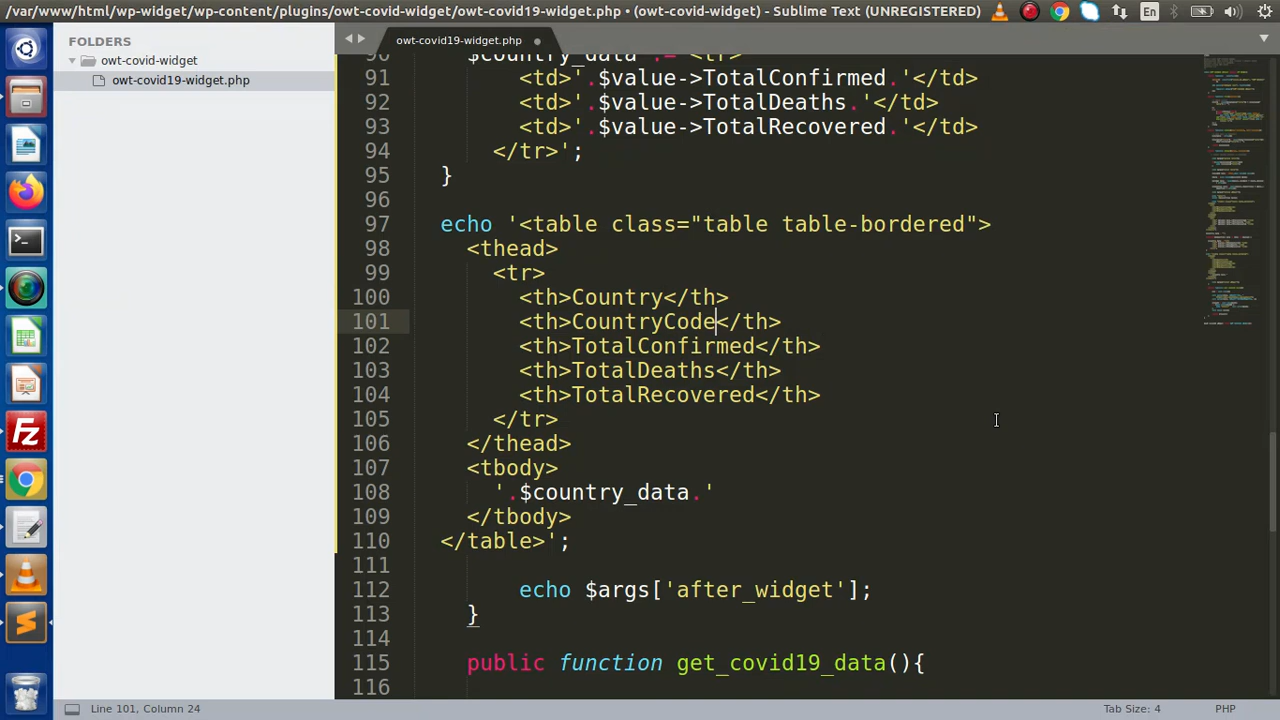 /var/www/html/wp-widget/wp-content/plugins/owt-covid-widget/owt-covid19-widget.php • (owt-covid-widget) - Sublime Text (UNREGISTERED)
En
FOLDERS
owt-covid-widget
owt-covid19-widget.php
owt-covid19-widget.php
90 $country_data .= '<tr>
91 <td>'.$value->TotalConfirmed.'</td>
92 <td>'.$value->TotalDeaths.'</td>
93 <td>'.$value->TotalRecovered.'</td>
94 </tr>';
95 }
96
97 echo '<table class="table table-bordered">
98 <thead>
99 <tr>
100 <th>Country</th>
101 <th>CountryCode</th>
102 <th>TotalConfirmed</th>
103 <th>TotalDeaths</th>
104 <th>TotalRecovered</th>
105 </tr>
106 </thead>
107 <tbody>
108 '.$country_data.'
109 </tbody>
110 </table>';
111
112 echo $args['after_widget'];
113 }
114
115 public function get_covid19_data(){
116
Line 101, Column 24
Tab Size: 4
PHP